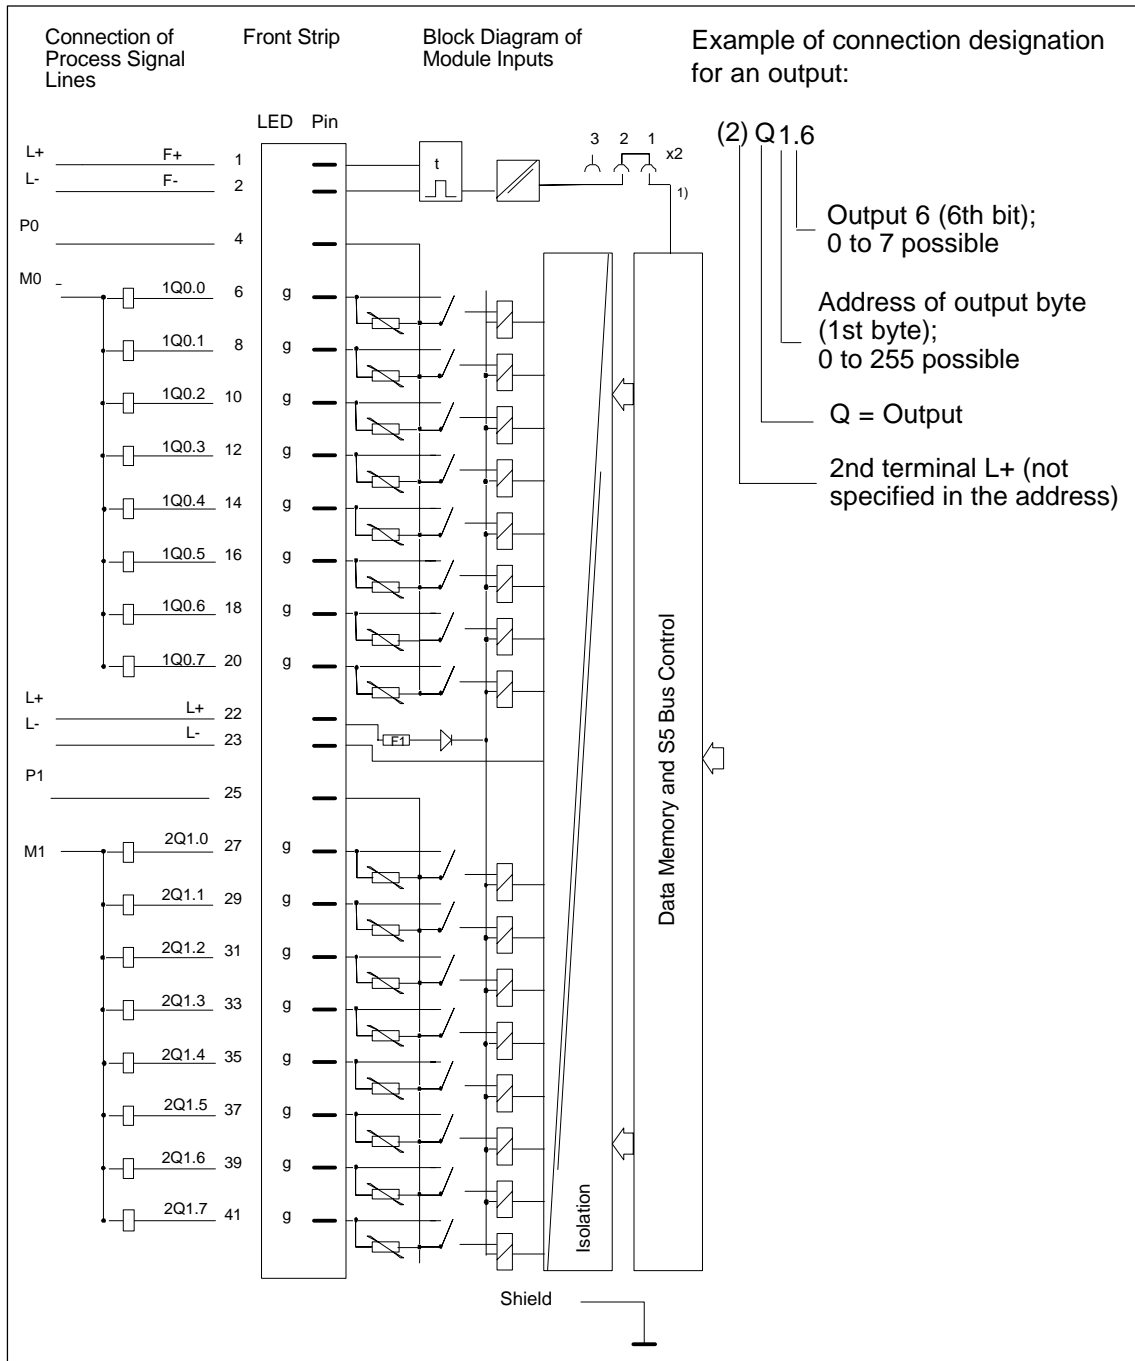 Connection of
Process Signal
Lines
Front Strip
Block Diagram of
Module Inputs
Example of connection designation
for an output:
LED Pin
3 2 1
x2
1)
(2) Q 1.6
Output 6 (6th bit);
0 to 7 possible
Address of output byte
(1st byte);
0 to 255 possible
Q = Output
2nd terminal L+ (not
specified in the address)
L+ F+ 1
t
L- F- 2
P0 4
M0
1Q0.0 6 g
1Q0.1 8 g
1Q0.2 10 g
1Q0.3 12 g
1Q0.4 14 g
1Q0.5 16 g
1Q0.6 18 g
1Q0.7 20 g
L+ L+ 22
L- L- 23
F1
P1 25
M1 2Q1.0 27 g
2Q1.1 29 g
2Q1.2 31 g
2Q1.3 33 g
2Q1.4 35 g
2Q1.5 37 g
2Q1.6 39 g
2Q1.7 41 g
Isolation
Data Memory and S5 Bus Control
Shield